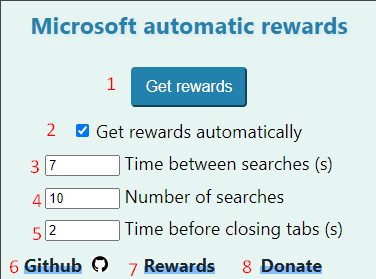 Microsoft automatic rewards
1 Get rewards
2 Get rewards automatically
3 7 Time between searches (s)
4 10 Number of searches
5 2 Time before closing tabs (s)
6 Github 7 Rewards 8 Donate